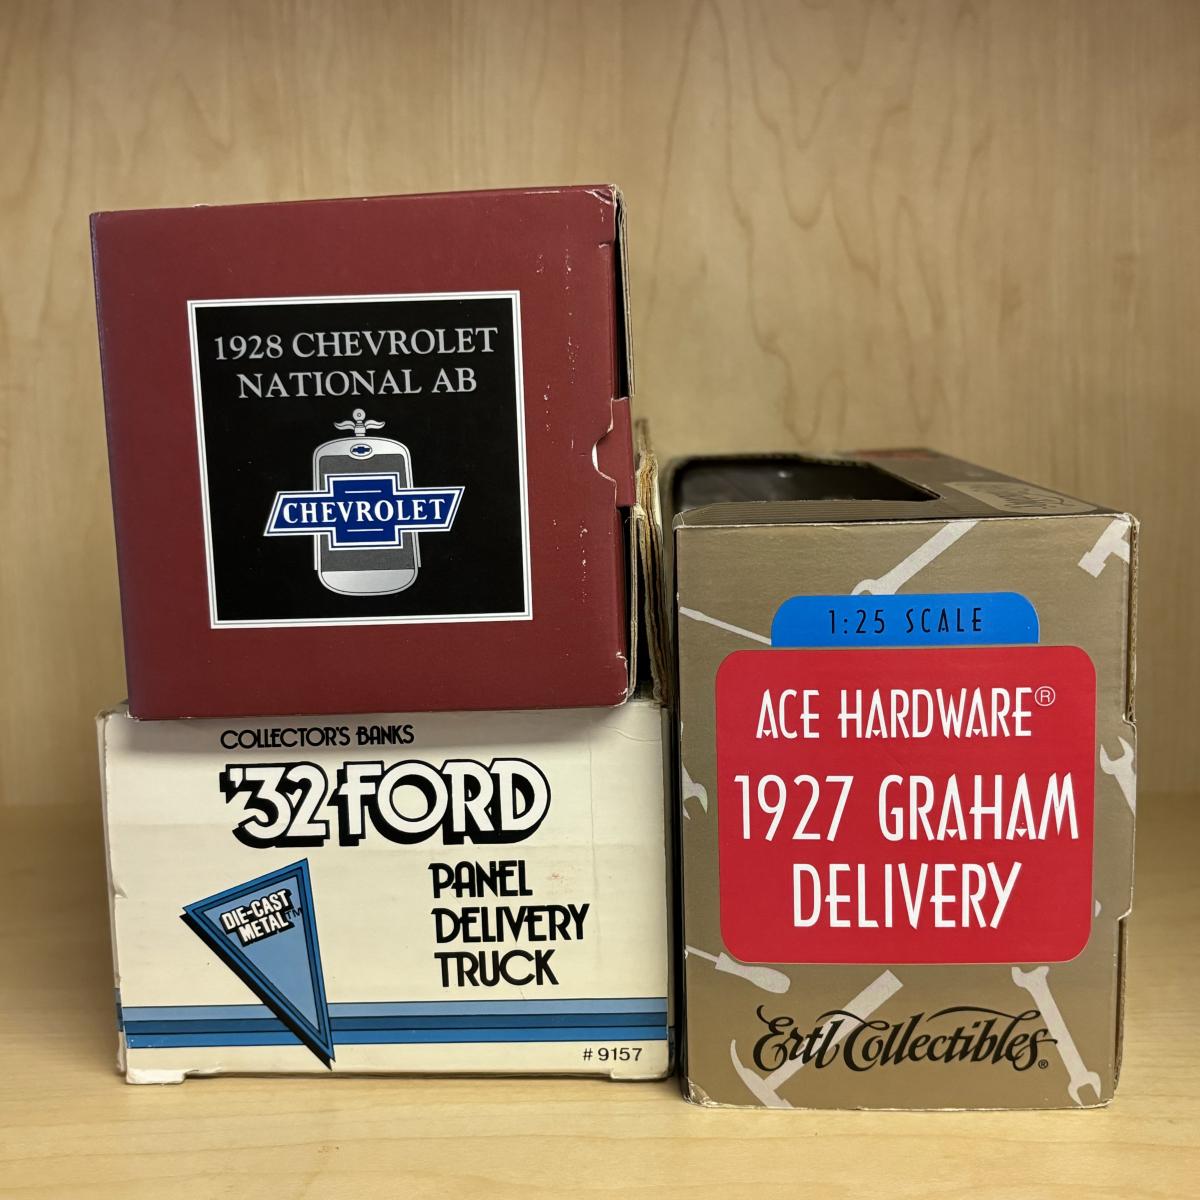 1928 CHEVROLET
NATIONAL AB
CHEVROLET
COLLECTOR'S BANKS
'32 FORD
PANEL
DELIVERY
TRUCK
DIE-CAST
METAL™
# 9157
1:25 SCALE
ACE HARDWARE®
1927 GRAHAM
DELIVERY
Ertl Collectibles®